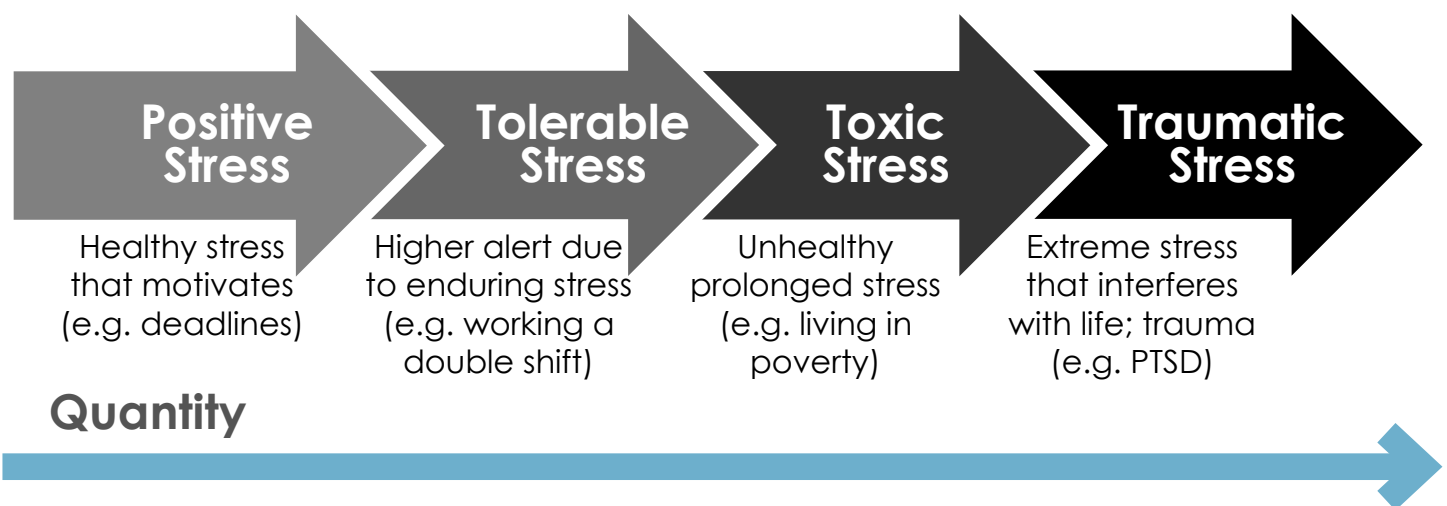 Positive
Stress
Healthy stress
that motivates
(e.g. deadlines)
Tolerable
Stress
Higher alert due
to enduring stress
(e.g. working a
double shift)
Toxic
Stress
Unhealthy
prolonged stress
(e.g. living in
poverty)
Traumatic
Stress
Extreme stress
that interferes
with life; trauma
(e.g. PTSD)
Quantity